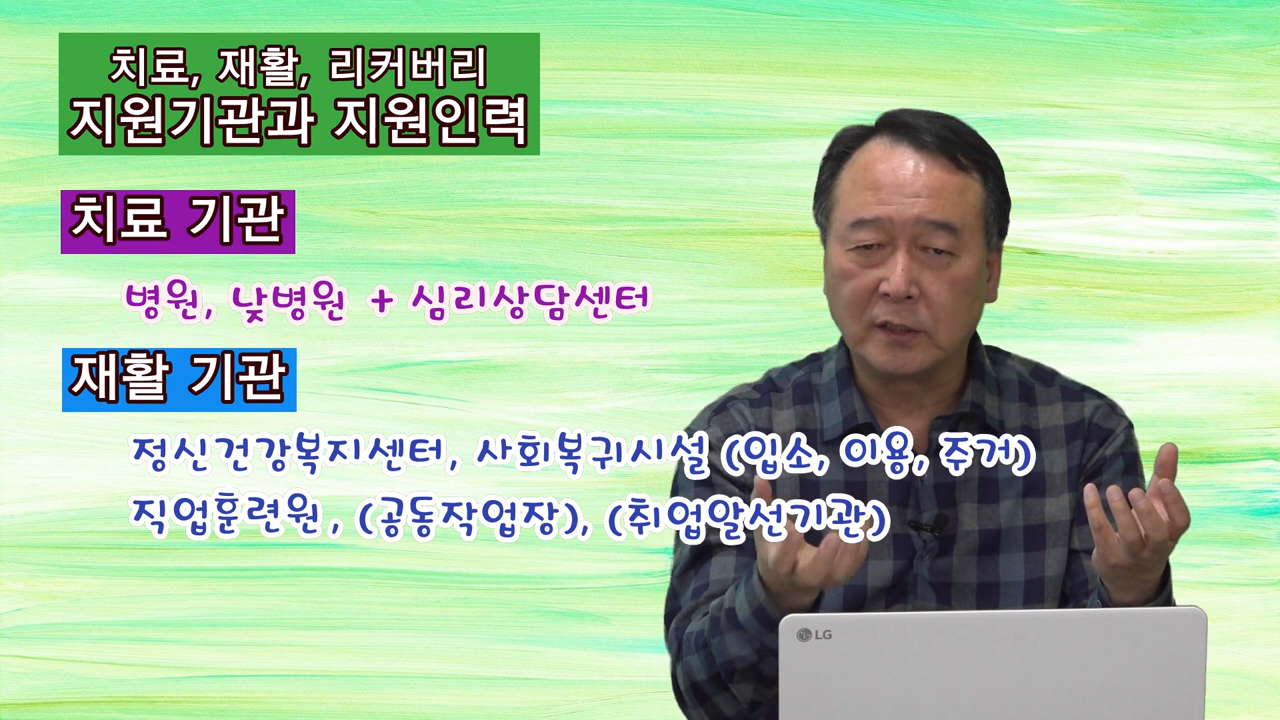 치료, 재활, 리커버리
지원기관과 지원인력
치료 기관
병원, 낮병원 + 심리상담센터
재활 기관
정신건강복지센터, 사회복귀시설 (입소, 이용, 주거)
직업훈련원, (공동작업장), (취업알선기관)
LG